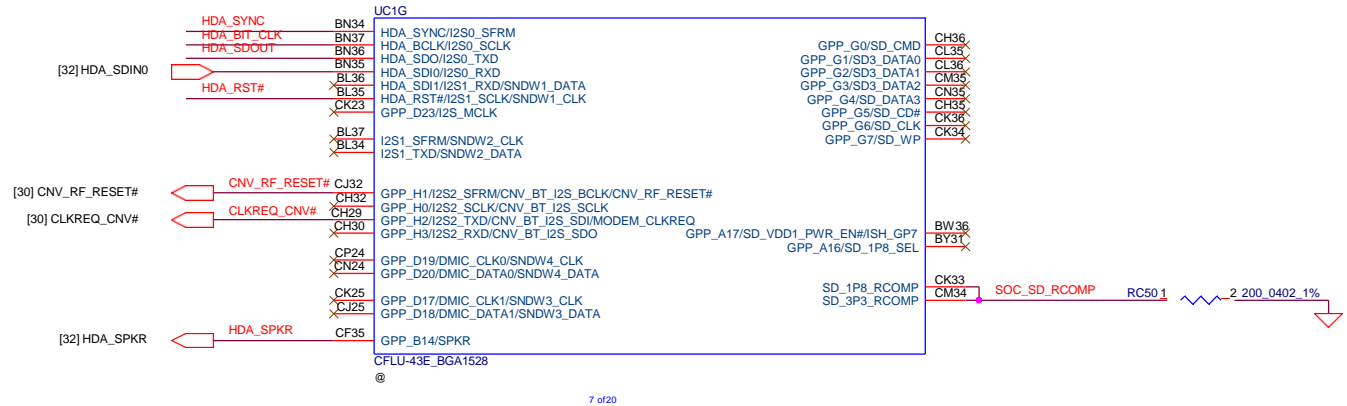 UC1G
HDA_SYNC BN34 HDA_SYNC/I2S0_SFRM
HDA_BIT_CLK BN37 HDA_BCLK/I2S0_SCLK
HDA_SDOUT BN36 HDA_SDO/I2S0_TXD
[32] HDA_SDIN0 BN35 HDA_SDI0/I2S0_RXD
BL36 HDA_SDI1/I2S1_RXD/SNDW1_DATA
HDA_RST# BL35 HDA_RST#/I2S1_SCLK/SNDW1_CLK
CK23 GPP_D23/I2S_MCLK
BL37 I2S1_SFRM/SNDW2_CLK
BL34 I2S1_TXD/SNDW2_DATA
[30] CNV_RF_RESET# CNV_RF_RESET# CJ32 GPP_H1/I2S2_SFRM/CNV_BT_I2S_BCLK/CNV_RF_RESET#
CH32 GPP_H0/I2S2_SCLK/CNV_BT_I2S_SCLK
[30] CLKREQ_CNV# CLKREQ_CNV# CH29 GPP_H2/I2S2_TXD/CNV_BT_I2S_SDI/MODEM_CLKREQ
CH30 GPP_H3/I2S2_RXD/CNV_BT_I2S_SDO
CP24 GPP_D19/DMIC_CLK0/SNDW4_CLK
CN24 GPP_D20/DMIC_DATA0/SNDW4_DATA
CK25 GPP_D17/DMIC_CLK1/SNDW3_CLK
CJ25 GPP_D18/DMIC_DATA1/SNDW3_DATA
[32] HDA_SPKR HDA_SPKR CF35 GPP_B14/SPKR
GPP_G0/SD_CMD CH36
GPP_G1/SD3_DATA0 CL35
GPP_G2/SD3_DATA1 CL36
GPP_G3/SD3_DATA2 CM35
GPP_G4/SD_DATA3 CN35
GPP_G5/SD_CD# CH35
GPP_G6/SD_CLK CK36
GPP_G7/SD_WP CK34
GPP_A17/SD_VDD1_PWR_EN#/ISH_GP7 BW36
GPP_A16/SD_1P8_SEL BY31
SD_1P8_RCOMP CK33
SD_3P3_RCOMP CM34 SOC_SD_RCOMP RC50 1 2 200_0402_1%
CFLU-43E_BGA1528
@
7 of 20